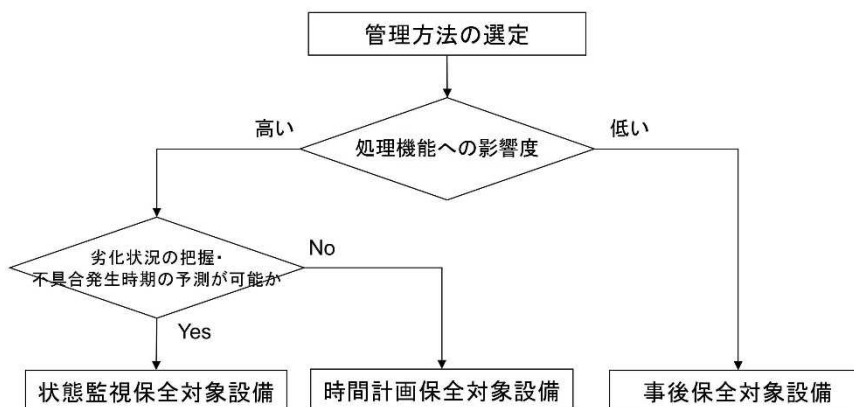 管理方法の選定
高い
低い
処理機能への影響度
劣化状況の把握・
不具合発生時期の予測が可能か
No
Yes
状態監視保全対象設備
時間計画保全対象設備
事後保全対象設備